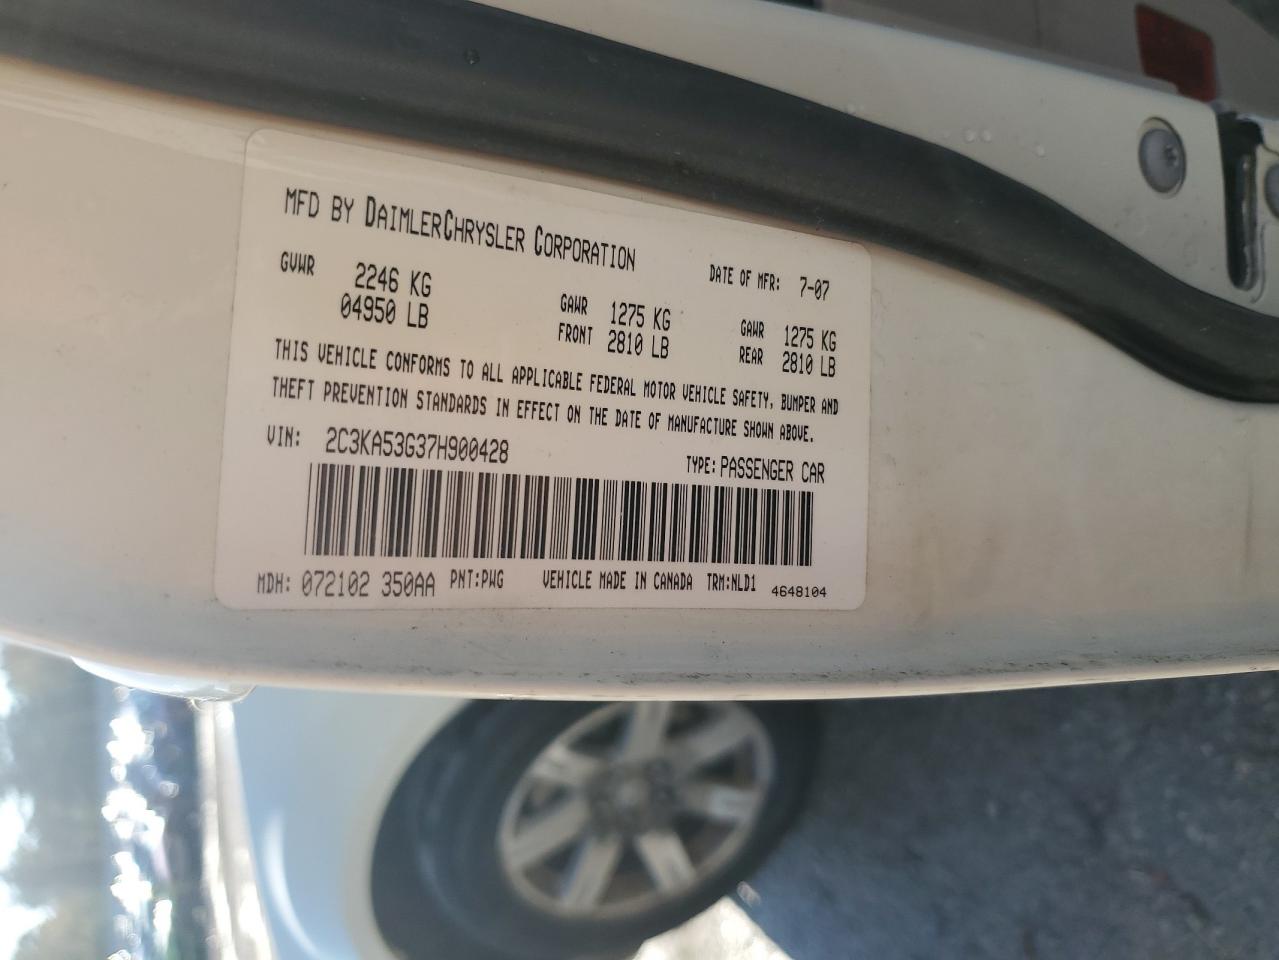 MFD BY DAIMLERCHRYSLER CORPORATION
DATE OF MFR: 7-07
GVWR 2246 KG
04950 LB
GAWR FRONT 1275 KG
2810 LB
GAWR REAR 1275 KG
2810 LB
THIS VEHICLE CONFORMS TO ALL APPLICABLE FEDERAL MOTOR VEHICLE SAFETY, BUMPER AND
THEFT PREVENTION STANDARDS IN EFFECT ON THE DATE OF MANUFACTURE SHOWN ABOVE.
VIN: 2C3KA53G37H900428
TYPE: PASSENGER CAR
MDH: 072102 350AA PNT:PWG VEHICLE MADE IN CANADA TRM:NLD1 4648104